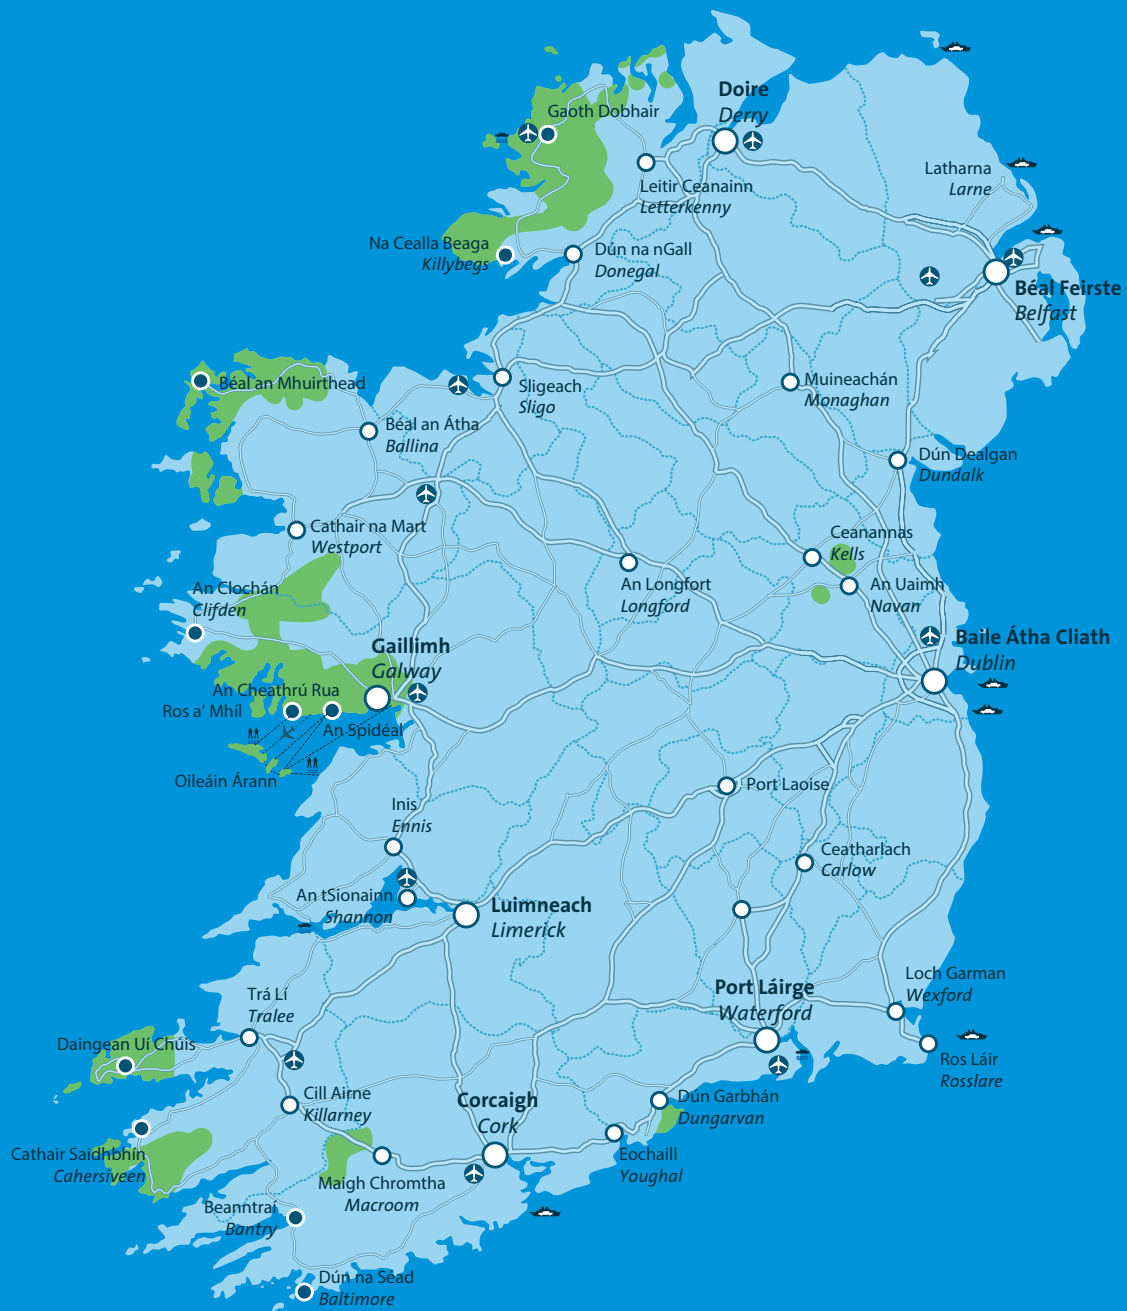 Doire
Derry
Gaoth Dobhair
Latharna
Larne
Leitir Ceanainn
Letterkenny
Na Cealla Beaga
Killybegs
Dún na nGall
Donegal
Béal Feirste
Belfast
Béal an Mhuirthead
Sligeach
Sligo
Muineachán
Monaghan
Béal an Átha
Ballina
Dún Dealgan
Dundalk
Cathair na Mart
Westport
Ceanannas
Kells
An Clochán
Clifden
An Longfort
Longford
An Uaimh
Navan
Gaillimh
Galway
Baile Átha Cliath
Dublin
An Cheathrú Rua
Ros a’ Mhíl
An Spidéal
Oileáin Árann
Port Laoise
Inis
Ennis
Ceatharlach
Carlow
An tSionainn
Shannon
Luimneach
Limerick
Loch Garman
Wexford
Port Láirge
Waterford
Trá Lí
Tralee
Daingean Uí Chúis
Ros Láir
Rosslare
Cill Airne
Killarney
Corcaigh
Cork
Dún Garbhán
Dungarvan
Cathair Saidhbhín
Cahersiveen
Eochaill
Youghal
Maigh Chromtha
Macroom
Beanntraí
Bantry
Dún na Séad
Baltimore